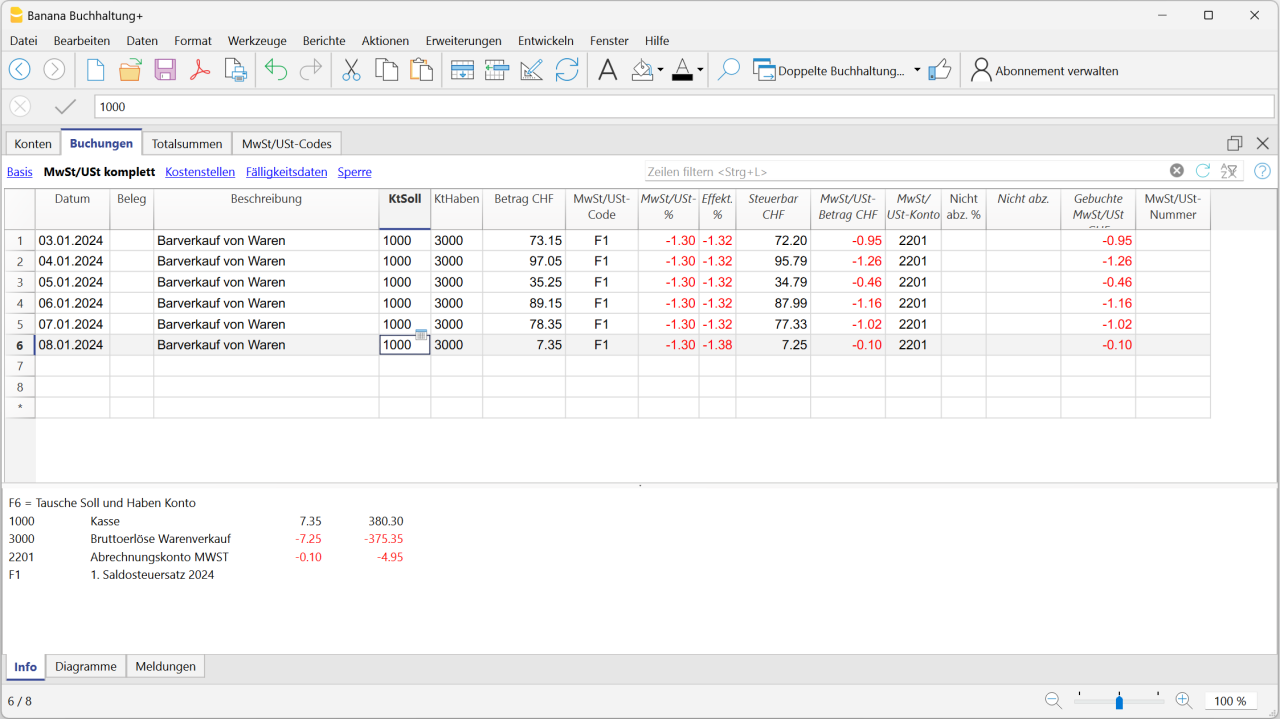 Banana Buchhaltung+
Datei Bearbeiten Daten Format Werkzeuge Berichte Aktionen Erweiterungen Entwickeln Fenster Hilfe
Doppelte Buchhaltung... Abonnement verwalten
1000
Konten Buchungen Totalsummen MwSt/USt-Codes
Basis MwSt/USt komplett Kostenstellen Fälligkeitsdaten Sperre Zeilen filtern <Strg+L>
Datum Beleg Beschreibung KtSoll KtHaben Betrag CHF MwSt/USt-Code MwSt/USt-% Effekt. % Steuerbar CHF MwSt/USt-Betrag CHF MwSt/USt-Konto Nicht abz. % Nicht abz. Gebuchte MwSt/USt CHF MwSt/USt-Nummer
1 03.01.2024 Barverkauf von Waren 1000 3000 73.15 F1 -1.30 -1.32 72.20 -0.95 2201 -0.95
2 04.01.2024 Barverkauf von Waren 1000 3000 97.05 F1 -1.30 -1.32 95.79 -1.26 2201 -1.26
3 05.01.2024 Barverkauf von Waren 1000 3000 35.25 F1 -1.30 -1.32 34.79 -0.46 2201 -0.46
4 06.01.2024 Barverkauf von Waren 1000 3000 89.15 F1 -1.30 -1.32 87.99 -1.16 2201 -1.16
5 07.01.2024 Barverkauf von Waren 1000 3000 78.35 F1 -1.30 -1.32 77.33 -1.02 2201 -1.02
6 08.01.2024 Barverkauf von Waren 1000 3000 7.35 F1 -1.30 -1.38 7.25 -0.10 2201 -0.10
7
8
*
F6 = Tausche Soll und Haben Konto
1000 Kasse 7.35 380.30
3000 Bruttoerlöse Warenverkauf -7.25 -375.35
2201 Abrechnungskonto MWST -0.10 -4.95
F1 1. Saldosteuersatz 2024
Info Diagramme Meldungen
6 / 8 100 %